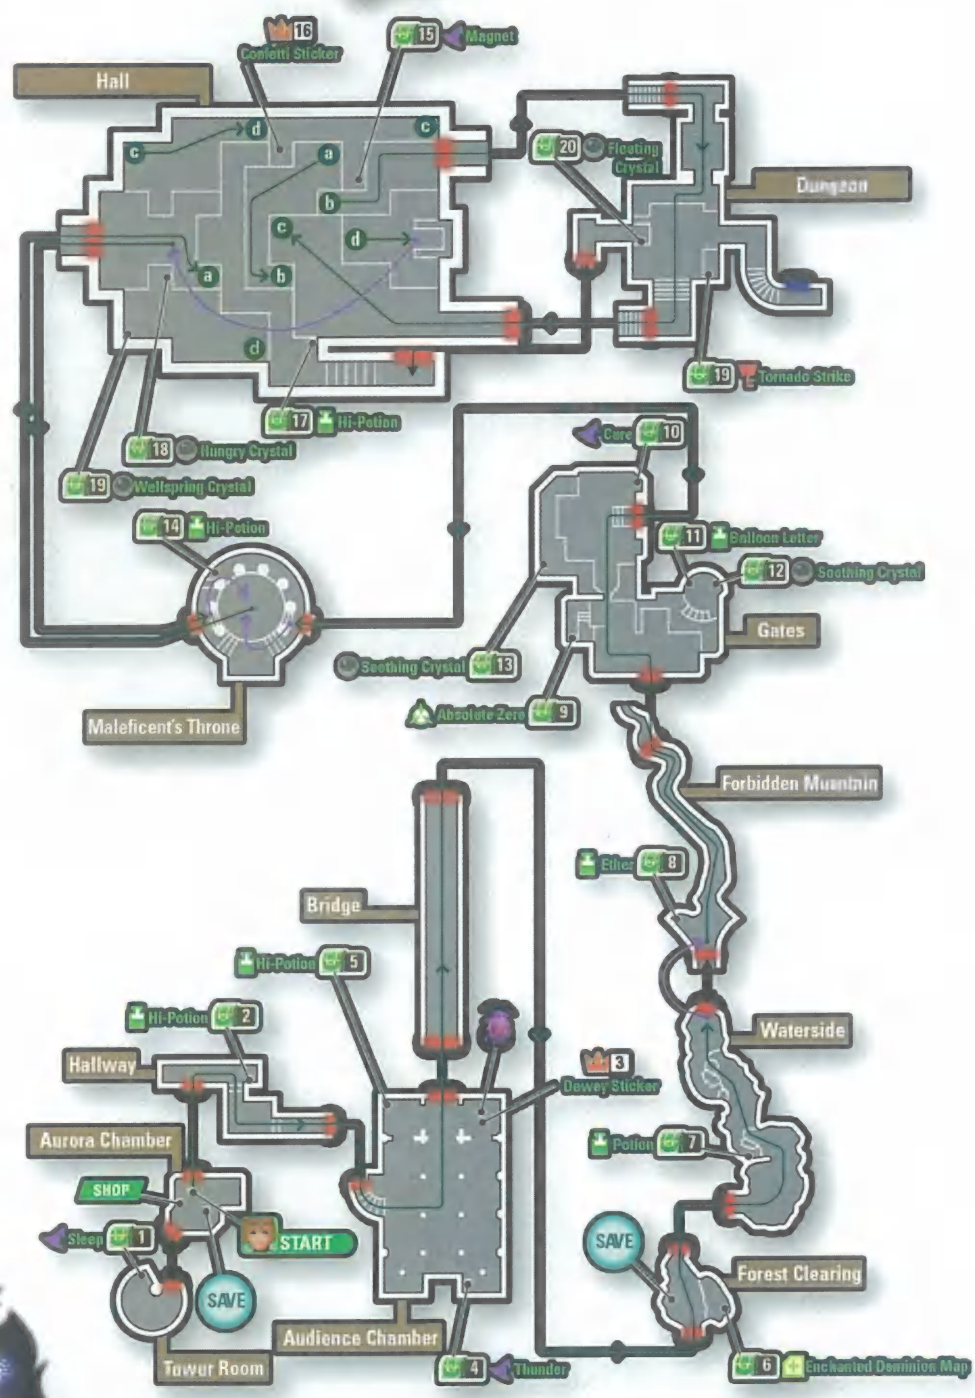 16
Confetti Sticker
15
Magnet
Hall
d
c
c
a
b
c
d
a
b
d
20
Floating
Crystal
Dungeon
19
Tornado Strike
17
Hi-Potion
18
Hungry Crystal
19
Wellspring Crystal
14
Hi-Potion
Cure
10
11
Balloon Letter
12
Soothing Crystal
Gates
Soothing Crystal
13
Absolute Zero
9
Maleficent's Throne
Forbidden Mountain
Ether
8
Bridge
Hi-Potion
5
Hi-Potion
2
Waterside
3
Dewey Sticker
Hallway
Aurora Chamber
Potion
7
SHOP
Sleep
1
START
SAVE
SAVE
Forest Clearing
Audience Chamber
Tower Room
4
Thunder
6
Enchanted Dominion Map